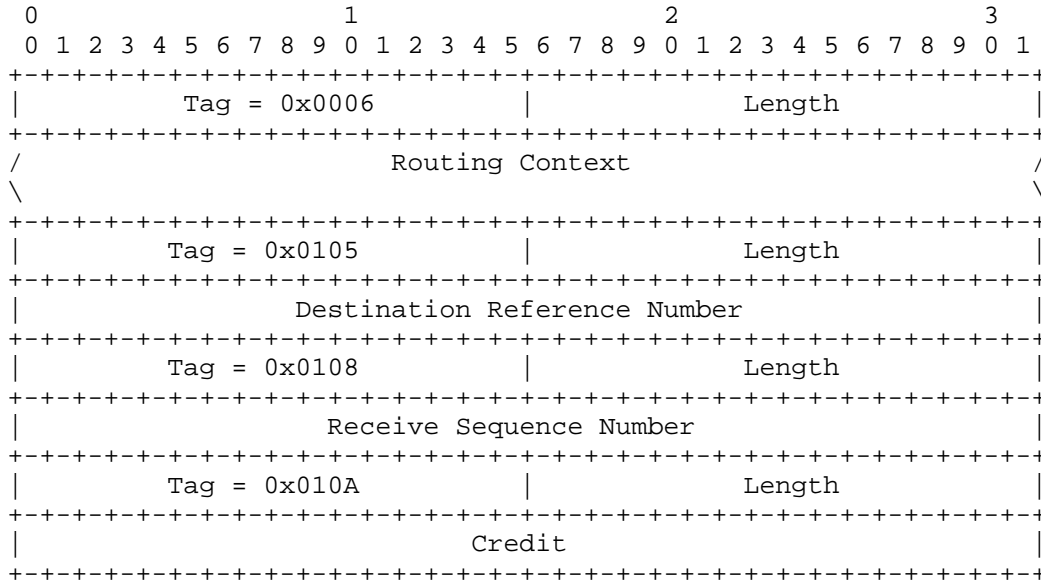 0                   1                   2                   3
 0 1 2 3 4 5 6 7 8 9 0 1 2 3 4 5 6 7 8 9 0 1 2 3 4 5 6 7 8 9 0 1
+-+-+-+-+-+-+-+-+-+-+-+-+-+-+-+-+-+-+-+-+-+-+-+-+-+-+-+-+-+-+-+-+
|          Tag = 0x0006         |             Length            |
+-+-+-+-+-+-+-+-+-+-+-+-+-+-+-+-+-+-+-+-+-+-+-+-+-+-+-+-+-+-+-+-+
/                       Routing Context                         /
\                                                               \
+-+-+-+-+-+-+-+-+-+-+-+-+-+-+-+-+-+-+-+-+-+-+-+-+-+-+-+-+-+-+-+-+
|         Tag = 0x0105          |             Length            |
+-+-+-+-+-+-+-+-+-+-+-+-+-+-+-+-+-+-+-+-+-+-+-+-+-+-+-+-+-+-+-+-+
|                 Destination Reference Number                  |
+-+-+-+-+-+-+-+-+-+-+-+-+-+-+-+-+-+-+-+-+-+-+-+-+-+-+-+-+-+-+-+-+
|         Tag = 0x0108          |             Length            |
+-+-+-+-+-+-+-+-+-+-+-+-+-+-+-+-+-+-+-+-+-+-+-+-+-+-+-+-+-+-+-+-+
|                   Receive Sequence Number                     |
+-+-+-+-+-+-+-+-+-+-+-+-+-+-+-+-+-+-+-+-+-+-+-+-+-+-+-+-+-+-+-+-+
|         Tag = 0x010A          |             Length            |
+-+-+-+-+-+-+-+-+-+-+-+-+-+-+-+-+-+-+-+-+-+-+-+-+-+-+-+-+-+-+-+-+
|                            Credit                             |
+-+-+-+-+-+-+-+-+-+-+-+-+-+-+-+-+-+-+-+-+-+-+-+-+-+-+-+-+-+-+-+-+